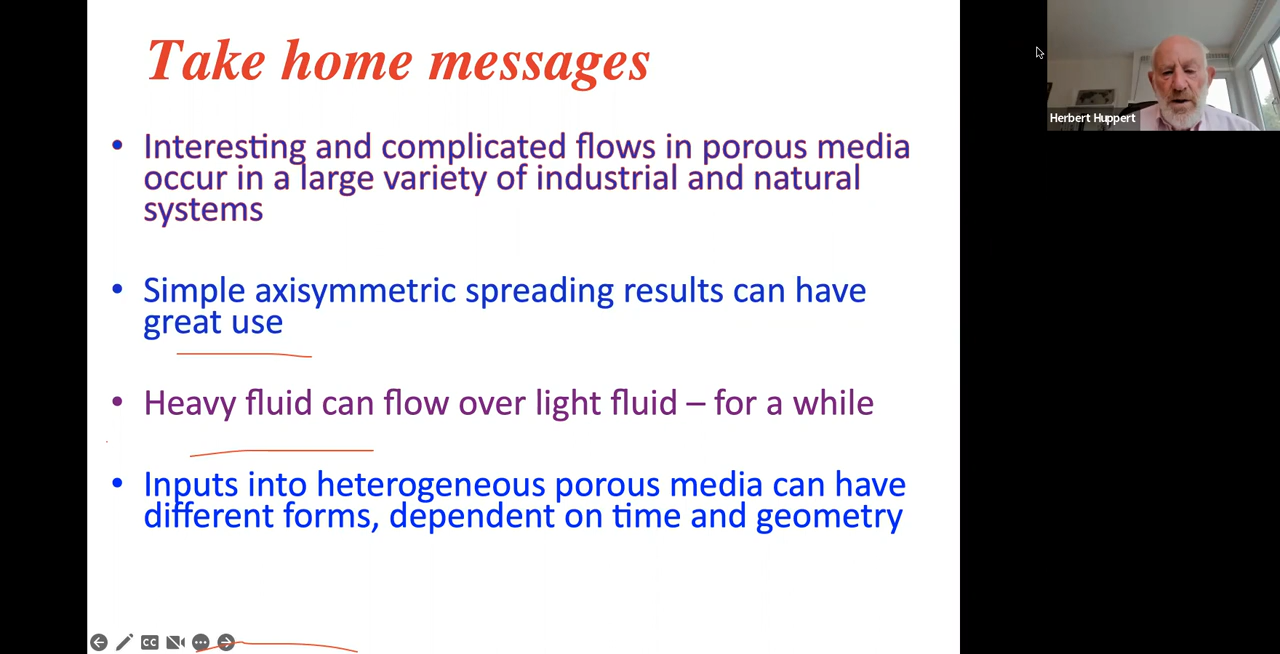 Take home messages
• Interesting and complicated flows in porous media
occur in a large variety of industrial and natural
systems
• Simple axisymmetric spreading results can have
great use
• Heavy fluid can flow over light fluid – for a while
• Inputs into heterogeneous porous media can have
different forms, dependent on time and geometry
CC
Herbert Huppert